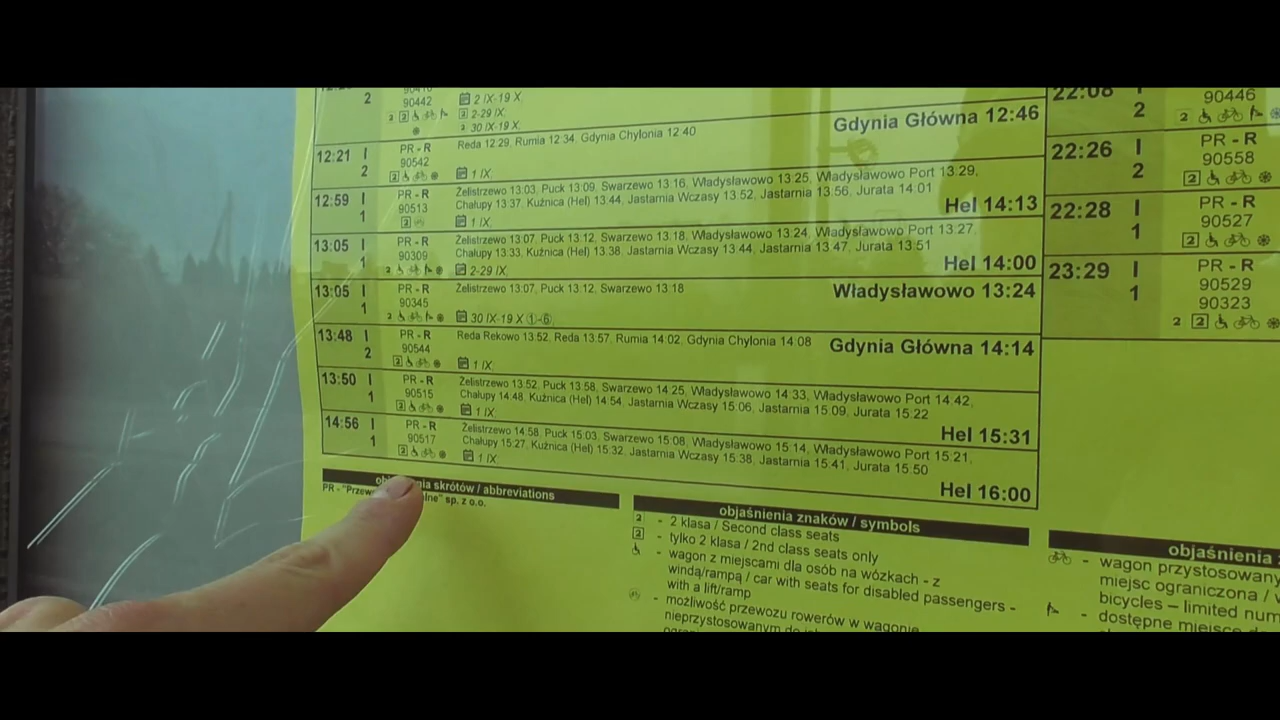 2
90442
2 IX-19 X
2-29 IX,
30 IX-19 X
Gdynia Główna 12:46
12:21 I 2
PR - R
90542
Reda 12:29, Rumia 12:34, Gdynia Chylonia 12:40
1 IX,
12:59 I 1
PR - R
90513
Żelistrzewo 13:03, Puck 13:09, Swarzewo 13:16, Władysławowo 13:25, Władysławowo Port 13:29,
Chałupy 13:37, Kuźnica (Hel) 13:44, Jastarnia Wczasy 13:52, Jastarnia 13:56, Jurata 14:01
1 IX,
Hel 14:13
13:05 I 1
PR - R
90309
Żelistrzewo 13:07, Puck 13:12, Swarzewo 13:18, Władysławowo 13:24, Władysławowo Port 13:27,
Chałupy 13:33, Kuźnica (Hel) 13:38, Jastarnia Wczasy 13:44, Jastarnia 13:47, Jurata 13:51
2-29 IX,
Hel 14:00
13:05 I 1
PR - R
90345
Żelistrzewo 13:07, Puck 13:12, Swarzewo 13:18
30 IX-19 X ①-⑥
Władysławowo 13:24
13:48 I 2
PR - R
90544
Reda Rekowo 13:52, Reda 13:57, Rumia 14:02, Gdynia Chylonia 14:08
1 IX,
Gdynia Główna 14:14
13:50 I 1
PR - R
90515
Żelistrzewo 13:52, Puck 13:58, Swarzewo 14:25, Władysławowo 14:33, Władysławowo Port 14:42,
Chałupy 14:48, Kuźnica (Hel) 14:54, Jastarnia Wczasy 15:06, Jastarnia 15:09, Jurata 15:22
1 IX,
Hel 15:31
14:56 I 1
PR - R
90517
Żelistrzewo 14:58, Puck 15:03, Swarzewo 15:08, Władysławowo 15:14, Władysławowo Port 15:21,
Chałupy 15:27, Kuźnica (Hel) 15:32, Jastarnia Wczasy 15:38, Jastarnia 15:41, Jurata 15:50
1 IX,
Hel 16:00
22:08 I 2
90446
22:26 I 2
PR - R
90558
22:28 I 1
PR - R
90527
23:29 I 1
PR - R
90529
90323
skrótów / abbreviations
PR - sp. z o.o.
objaśnienia znaków / symbols
2 - 2 klasa / Second class seats
2 - tylko 2 klasa / 2nd class seats only
- wagon z miejscami dla osób na wózkach - z
windą/rampą / car with seats for disabled passengers -
with a lift/ramp
- możliwość przewozu rowerów w wagonie
nieprzystosowanym do
objaśnienia
- wagon przystosowany
miejsc ograniczona /
bicycles – limited
- dostępne miejsce